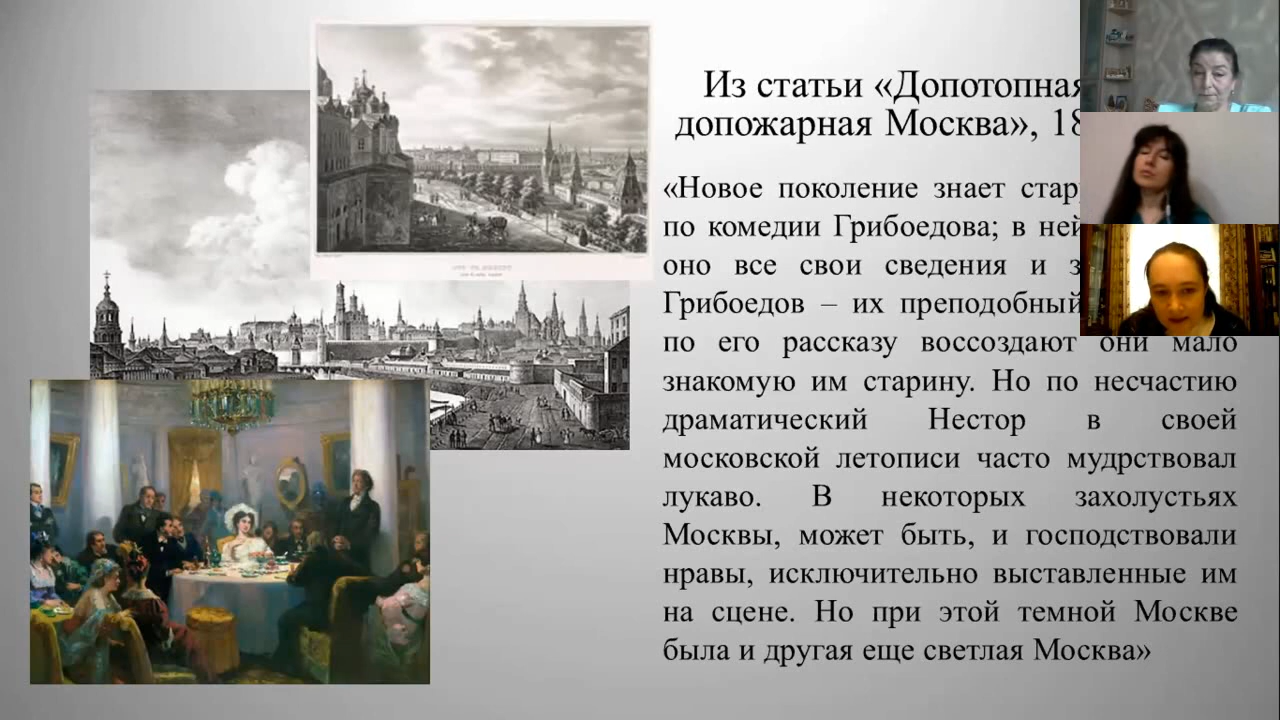 Из статьи «Допотопная
допожарная Москва», 18
«Новое поколение знает
по комедии Грибоедова; в ней
оно все свои сведения и
Грибоедов – их преподобный
по его рассказу воссоздают они мало
знакомую им старину. Но по несчастию
драматический Нестор в своей
московской летописи часто мудрствовал
лукаво. В некоторых захолустьях
Москвы, может быть, и господствовали
нравы, исключительно выставленные им
на сцене. Но при этой темной Москве
была и другая еще светлая Москва»